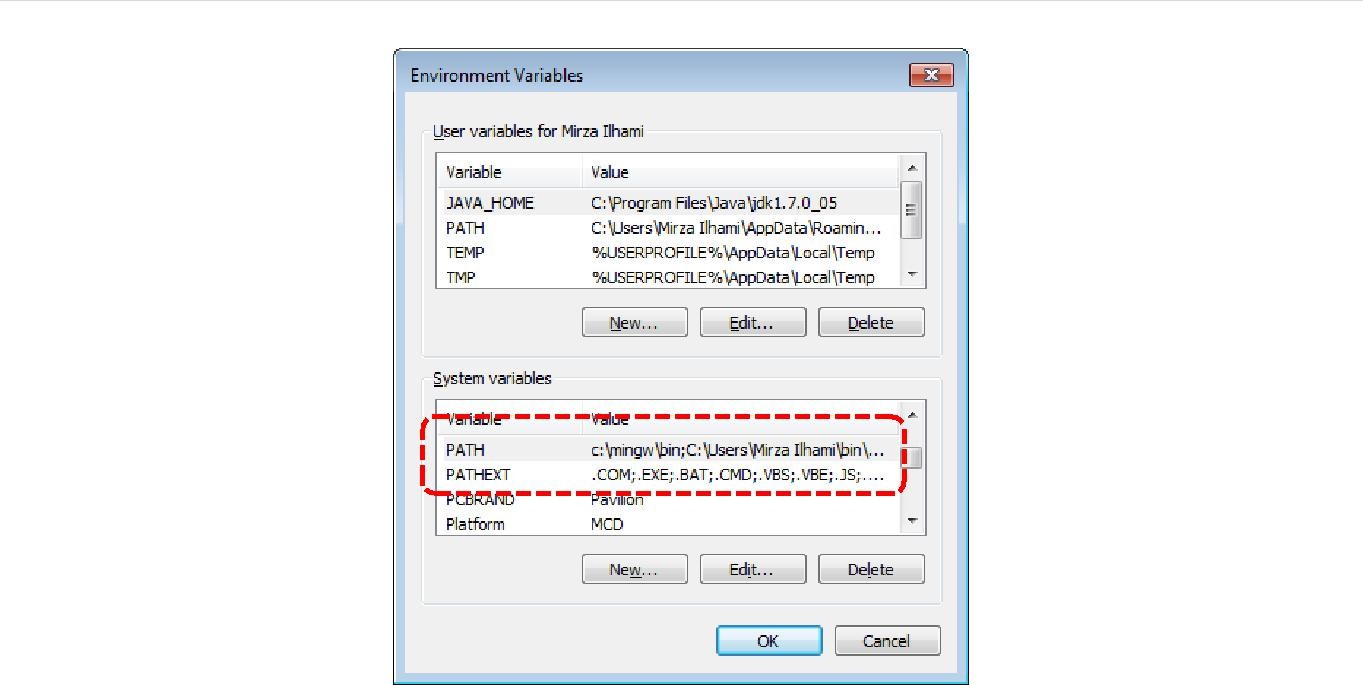 Environment Variables
User variables for Mirza Ilhami
Variable Value
JAVA_HOME C:\Program Files\Java\jdk1.7.0_05
PATH C:\Users\Mirza Ilhami\AppData\Roamin...
TEMP %USERPROFILE%\AppData\Local\Temp
TMP %USERPROFILE%\AppData\Local\Temp
New... Edit... Delete
System variables
Variable Value
PATH c:\mingw\bin;C:\Users\Mirza Ilhami\bin\...
PATHEXT .COM;.EXE;.BAT;.CMD;.VBS;.VBE;.JS;....
PCBRAND Pavilion
Platform MCD
New... Edit... Delete
OK Cancel